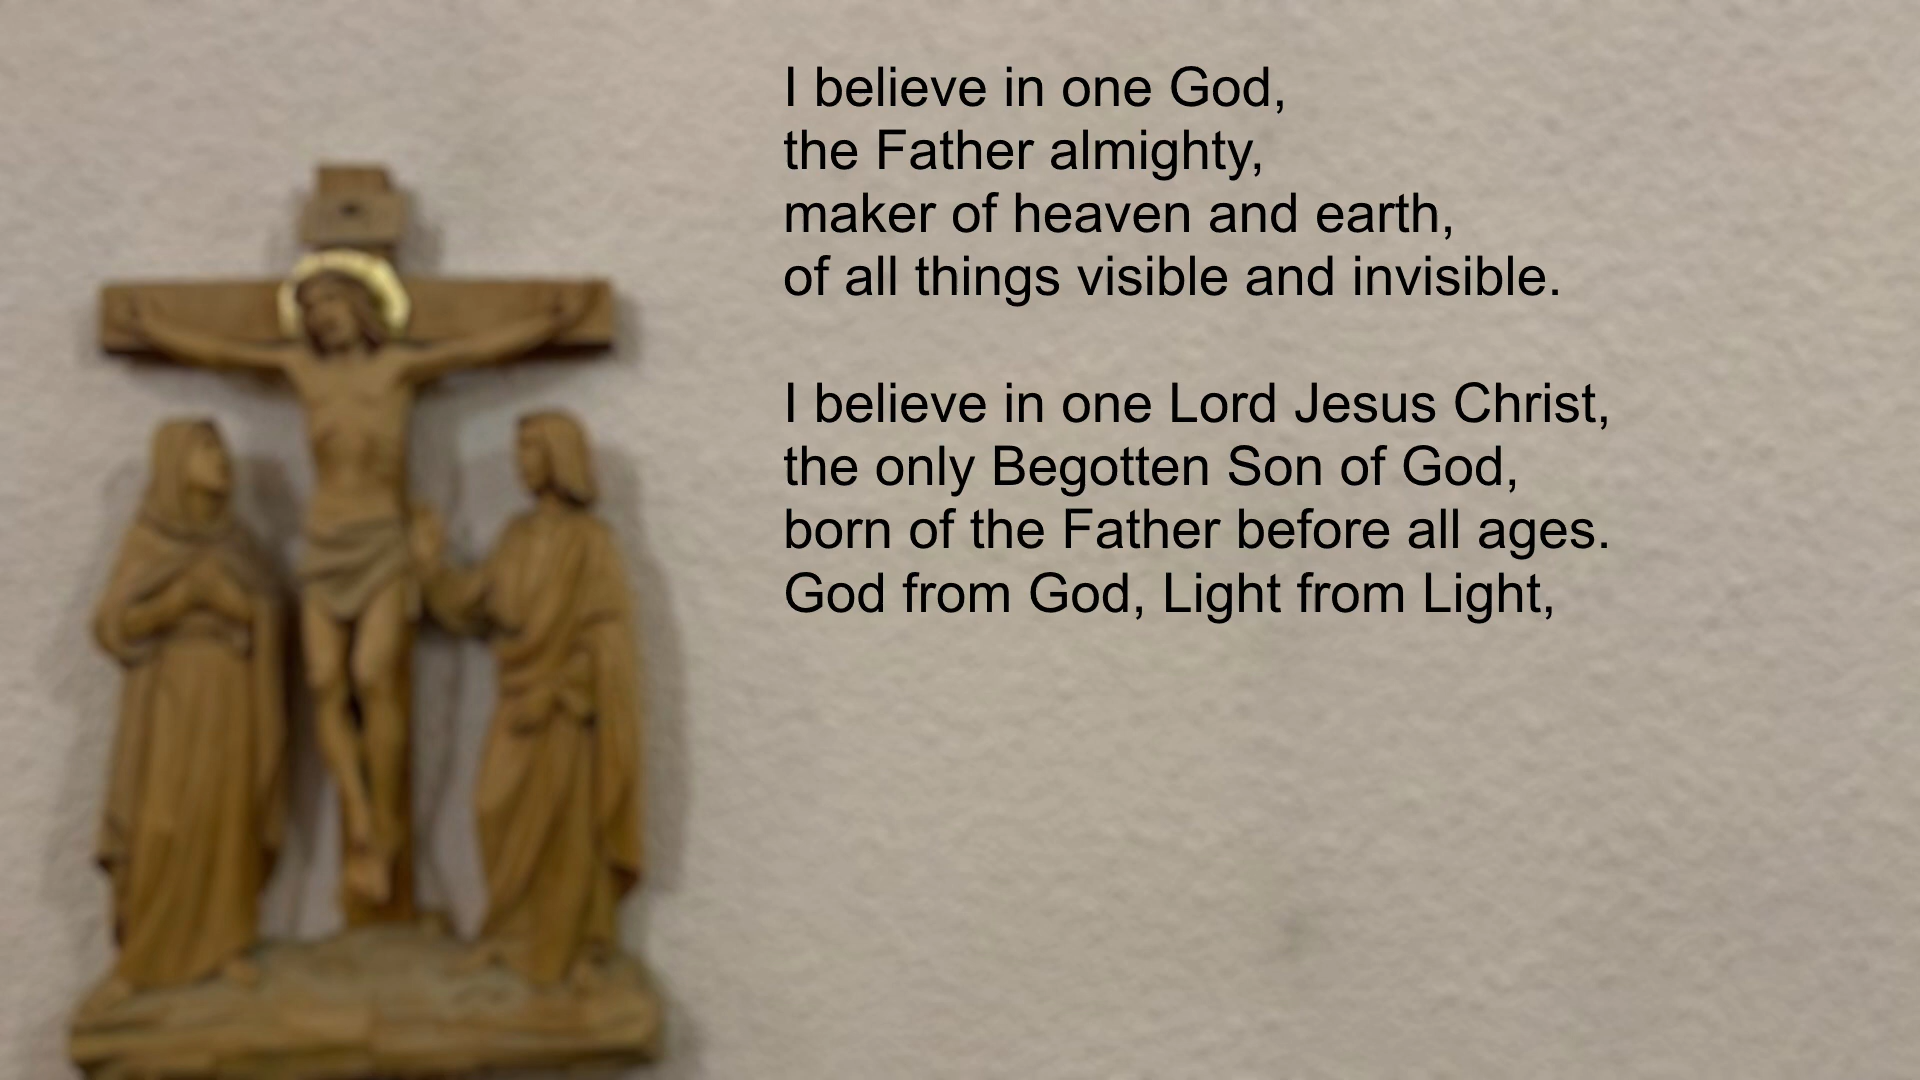 I believe in one God,
the Father almighty,
maker of heaven and earth,
of all things visible and invisible.
I believe in one Lord Jesus Christ,
the only Begotten Son of God,
born of the Father before all ages.
God from God, Light from Light,